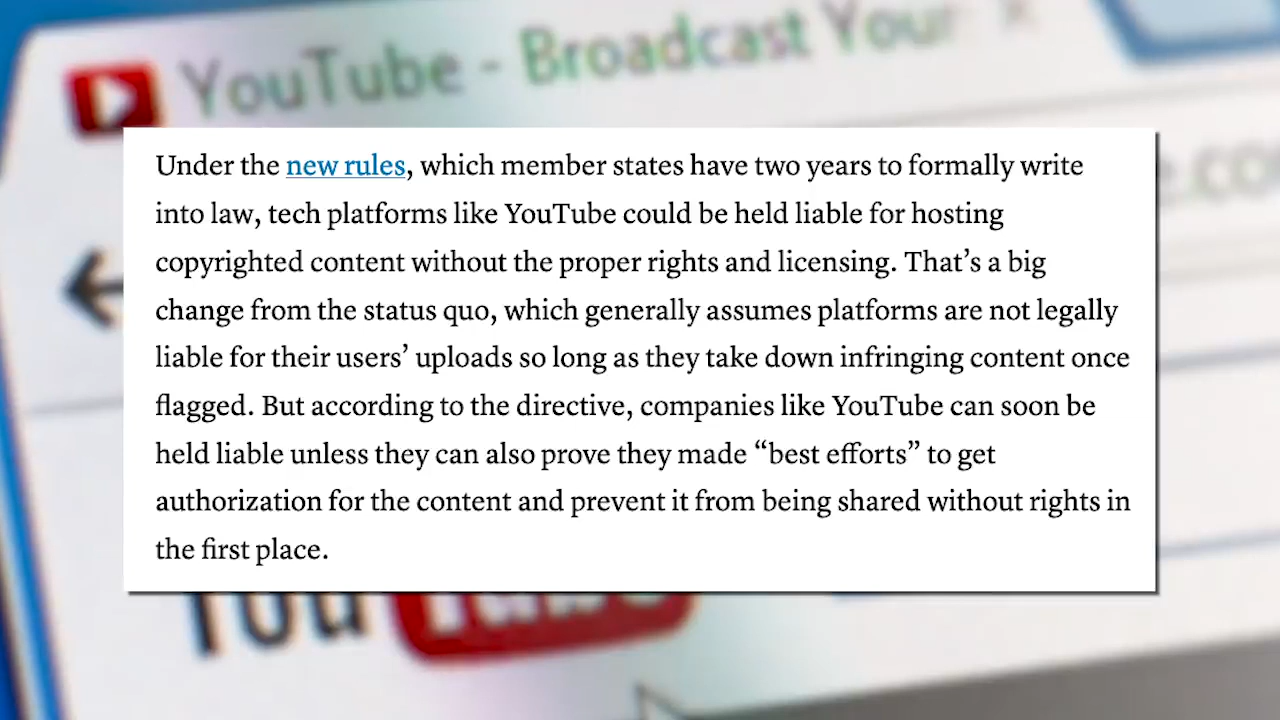 YouTube - Broadcast Your
Under the new rules, which member states have two years to formally write
into law, tech platforms like YouTube could be held liable for hosting
copyrighted content without the proper rights and licensing. That’s a big
change from the status quo, which generally assumes platforms are not legally
liable for their users’ uploads so long as they take down infringing content once
flagged. But according to the directive, companies like YouTube can soon be
held liable unless they can also prove they made “best efforts” to get
authorization for the content and prevent it from being shared without rights in
the first place.
YouTube